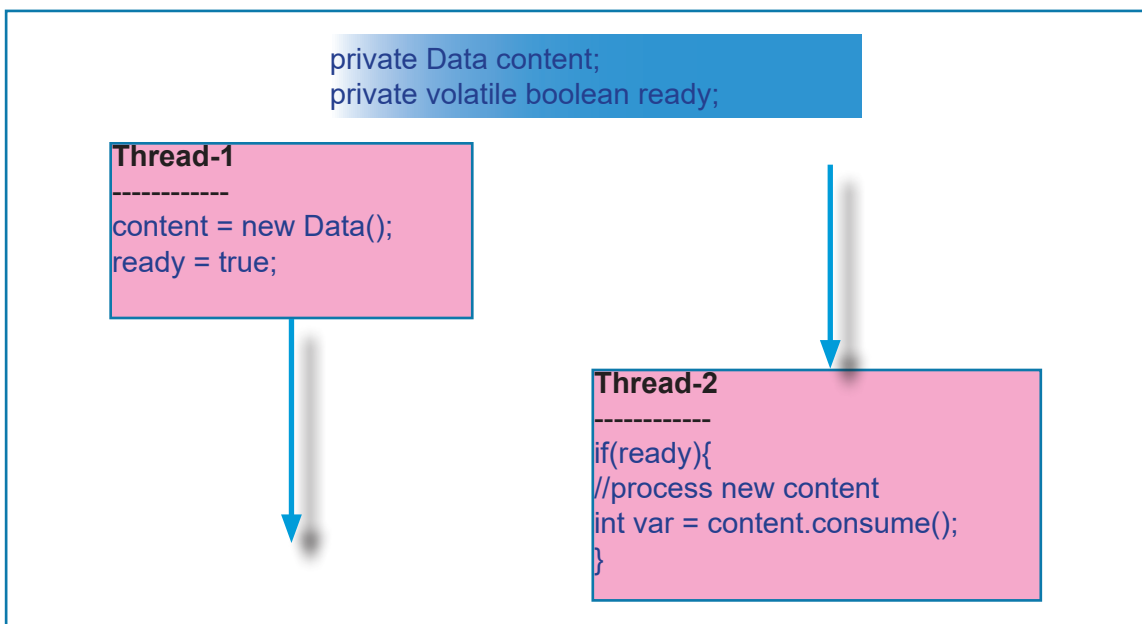 private Data content;
private volatile boolean ready;
Thread-1
------------
content = new Data();
ready = true;
Thread-2
------------
if(ready){
//process new content
int var = content.consume();
}